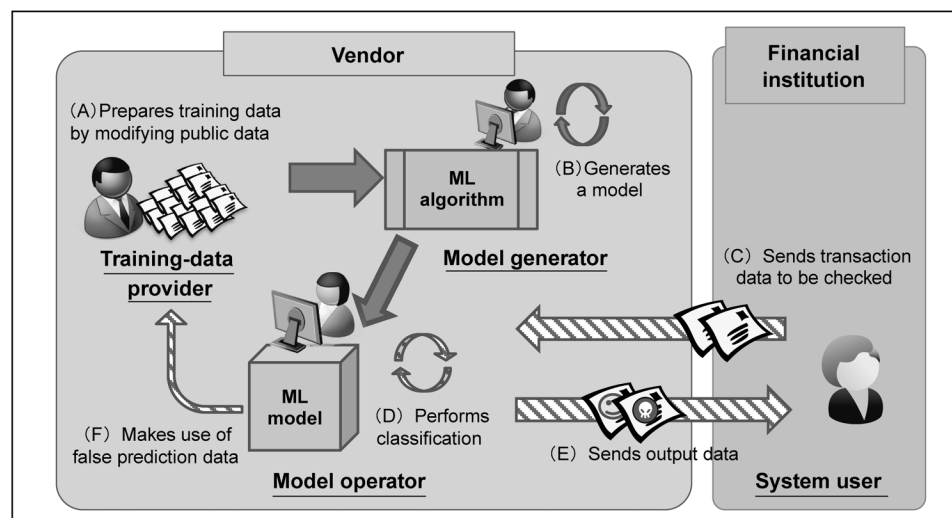 Vendor
Financial
institution
(A)Prepares training data
by modifying public data
ML
algorithm
(B)Generates
a model
Training-data
provider
Model generator
(C) Sends transaction
data to be checked
ML
model
(D) Performs
classification
(F) Makes use of
false prediction data
(E) Sends output data
Model operator
System user